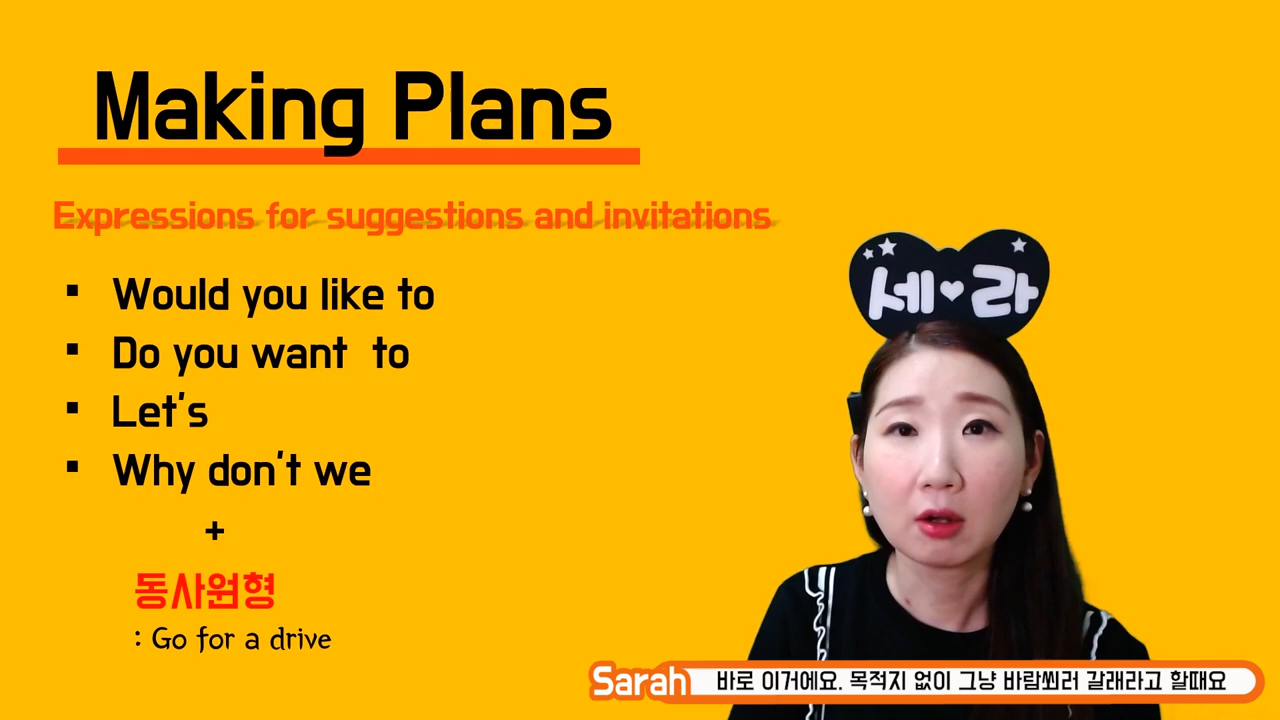 Making Plans
Expressions for suggestions and invitations
▪ Would you like to
▪ Do you want to
▪ Let's
▪ Why don't we
+
동사원형
: Go for a drive
세♥라
Sarah 바로 이거에요. 목적지 없이 그냥 바람쐬러 갈래라고 할때요